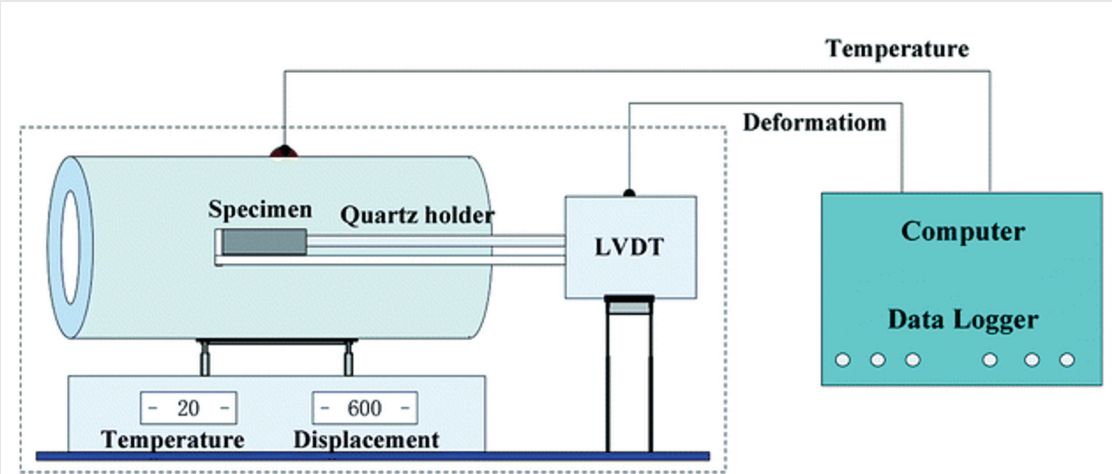 Temperature
Deformatiom
Specimen
Quartz holder
LVDT
Computer
Data Logger
- 20 -
- 600 -
Temperature
Displacement